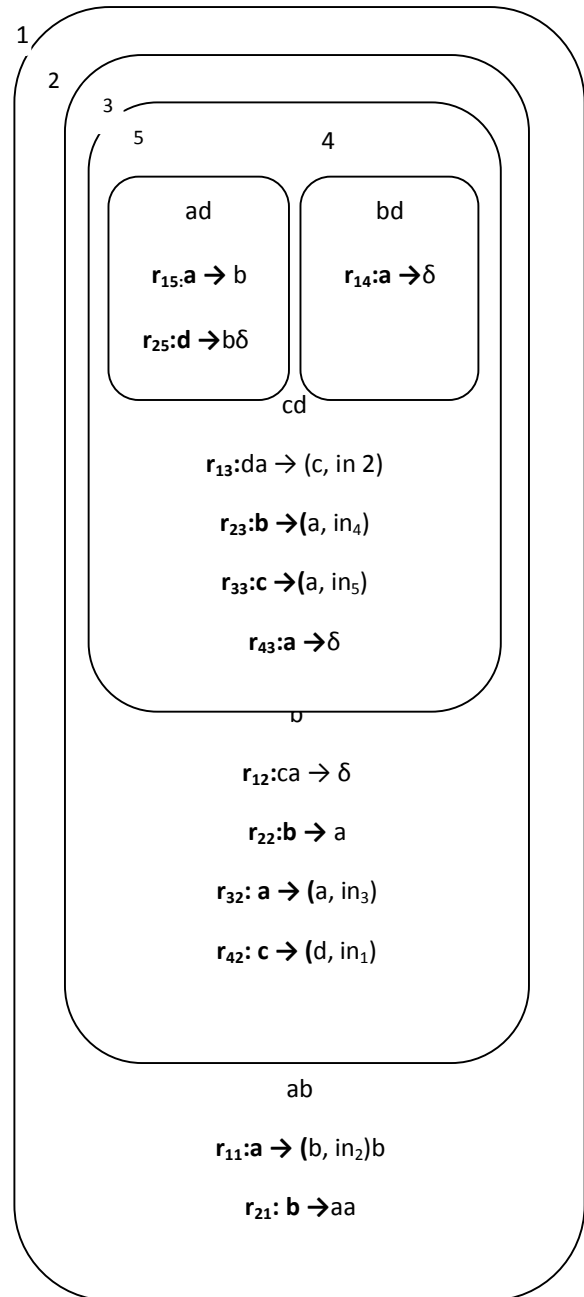 1
2
3
5 4
ad bd
r₁₅:a → b r₁₄:a → δ
r₂₅:d → bδ
cd
r₁₃:da → (c, in 2)
r₂₃:b → (a, in₄)
r₃₃:c → (a, in₅)
r₄₃:a → δ
b
r₁₂:ca → δ
r₂₂:b → a
r₃₂: a → (a, in₃)
r₄₂: c → (d, in₁)
ab
r₁₁:a → (b, in₂)b
r₂₁: b → aa